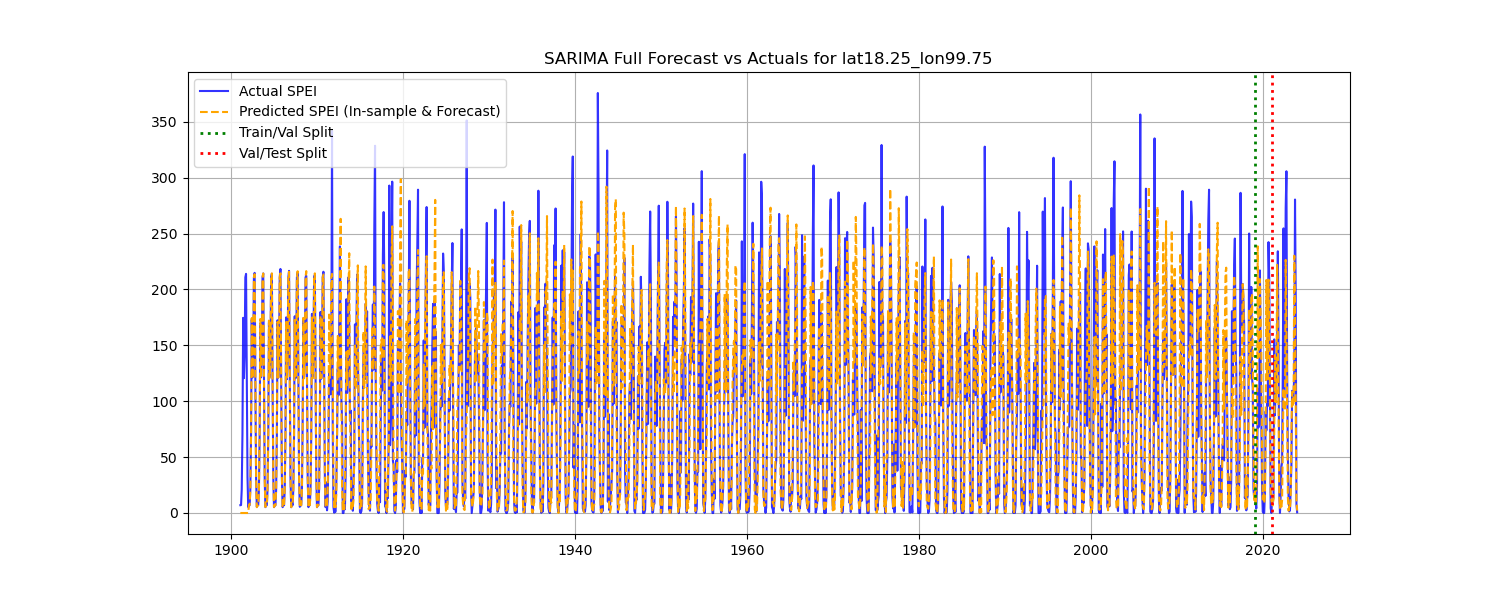 SARIMA Full Forecast vs Actuals for lat18.25_lon99.75
Actual SPEI
Predicted SPEI (In-sample & Forecast)
Train/Val Split
Val/Test Split
350
300
250
200
150
100
50
0
1900 1920 1940 1960 1980 2000 2020